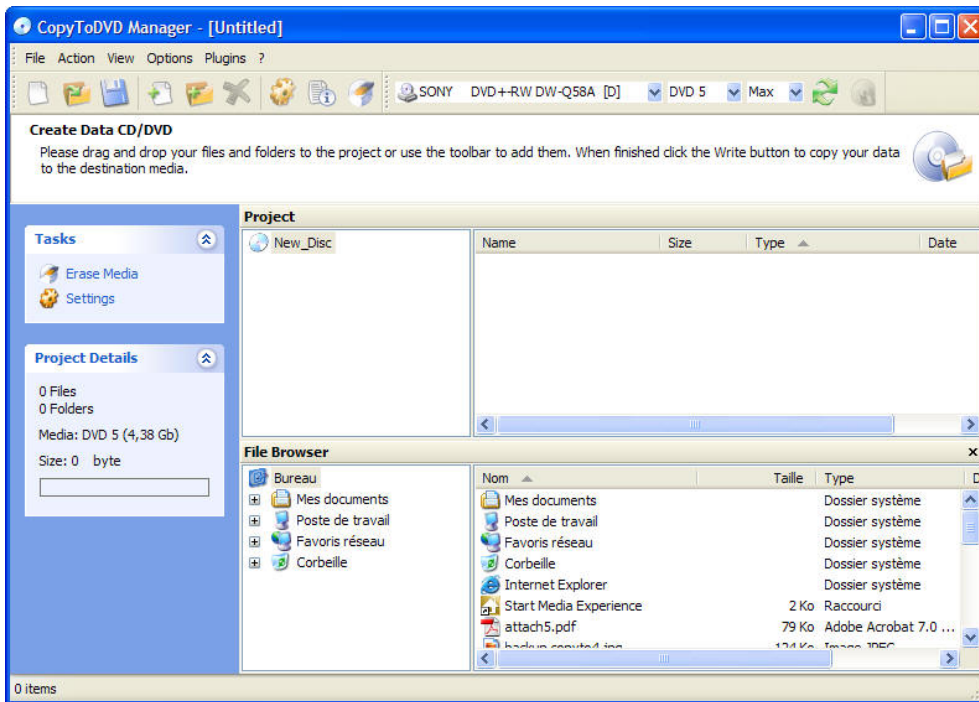 CopyToDVD Manager - [Untitled]
File Action View Options Plugins ?
SONY DVD+-RW DW-Q58A [D] DVD 5 Max
Create Data CD/DVD
Please drag and drop your files and folders to the project or use the toolbar to add them. When finished click the Write button to copy your data
to the destination media.
Tasks
Erase Media
Settings
Project Details
0 Files
0 Folders
Media: DVD 5 (4,38 Gb)
Size: 0 byte
Project
New_Disc
Name Size Type Date
File Browser
Bureau
Mes documents
Poste de travail
Favoris réseau
Corbeille
Nom Taille Type
Mes documents Dossier système
Poste de travail Dossier système
Favoris réseau Dossier système
Corbeille Dossier système
Internet Explorer Dossier système
Start Media Experience 2 Ko Raccourci
attach5.pdf 79 Ko Adobe Acrobat 7.0 ...
124 Ko Image JPEG
0 items